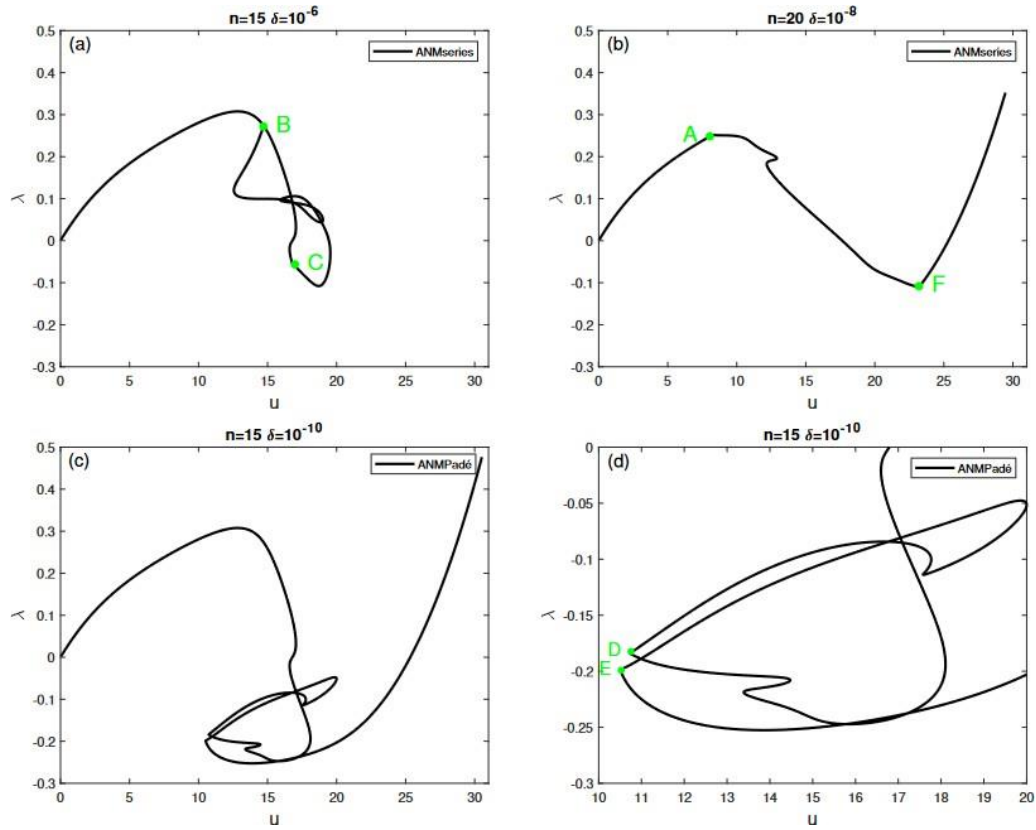 n=15 δ=10⁻⁶
(a)
ANMseries
0.5
0.4
0.3
0.2
0.1
0
-0.1
-0.2
-0.3
λ
B
C
0 5 10 15 20 25 30
u
n=20 δ=10⁻⁸
(b)
ANMseries
0.5
0.4
0.3
0.2
0.1
0
-0.1
-0.2
-0.3
λ
A
F
0 5 10 15 20 25 30
u
n=15 δ=10⁻¹⁰
(c)
ANMPadé
0.5
0.4
0.3
0.2
0.1
0
-0.1
-0.2
-0.3
λ
0 5 10 15 20 25 30
u
n=15 δ=10⁻¹⁰
(d)
ANMPadé
0
-0.05
-0.1
-0.15
-0.2
-0.25
-0.3
λ
D
E
10 11 12 13 14 15 16 17 18 19 20
u